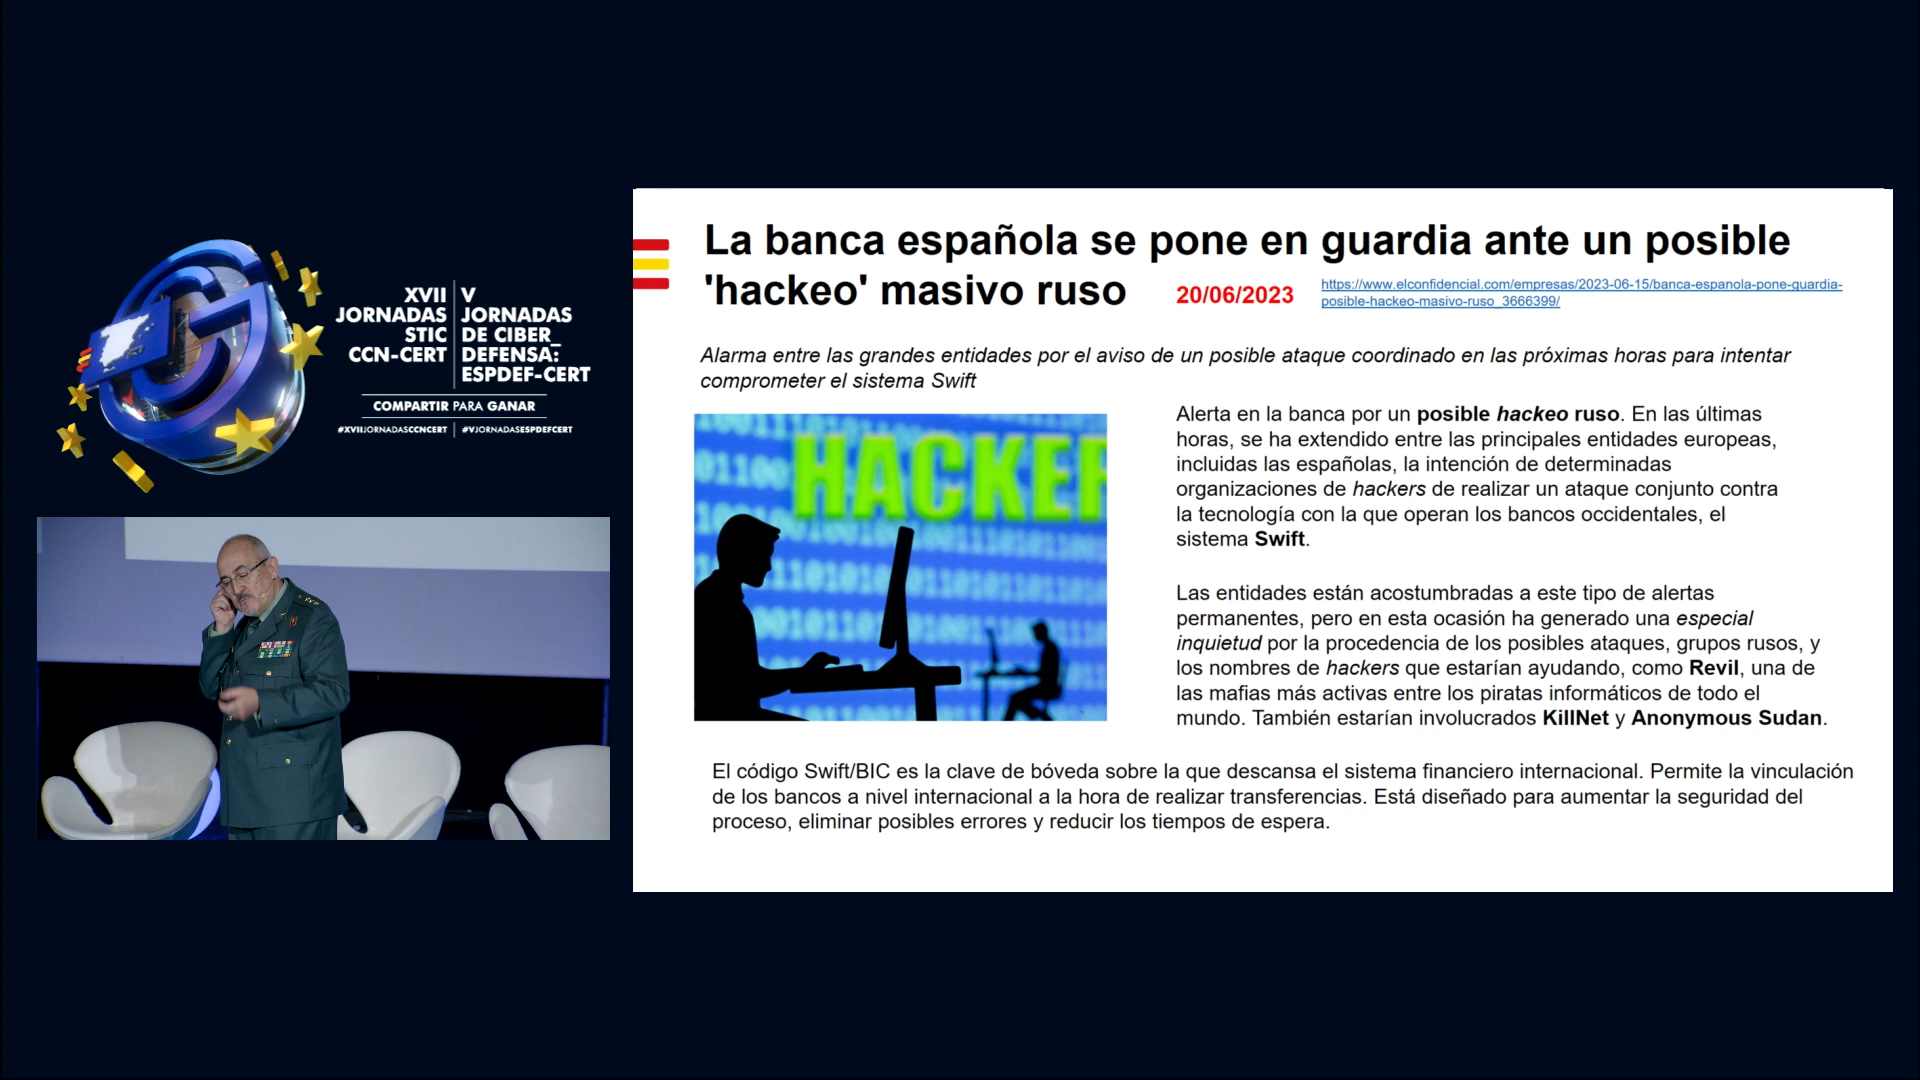 XVII
JORNADAS
STIC
CCN-CERT
V
JORNADAS
DE CIBER_
DEFENSA:
ESPDEF-CERT
COMPARTIR PARA GANAR
#XVIIJORNADASCCNCERT | #VJORNADASESPDEFCERT
La banca española se pone en guardia ante un posible
'hackeo' masivo ruso
20/06/2023
https://www.elconfidencial.com/empresas/2023-06-15/banca-espanola-pone-guardia-
posible-hackeo-masivo-ruso_3666399/
Alarma entre las grandes entidades por el aviso de un posible ataque coordinado en las próximas horas para intentar
comprometer el sistema Swift
HACKER
Alerta en la banca por un posible hackeo ruso. En las últimas
horas, se ha extendido entre las principales entidades europeas,
incluidas las españolas, la intención de determinadas
organizaciones de hackers de realizar un ataque conjunto contra
la tecnología con la que operan los bancos occidentales, el
sistema Swift.
Las entidades están acostumbradas a este tipo de alertas
permanentes, pero en esta ocasión ha generado una especial
inquietud por la procedencia de los posibles ataques, grupos rusos, y
los nombres de hackers que estarían ayudando, como Revil, una de
las mafias más activas entre los piratas informáticos de todo el
mundo. También estarían involucrados KillNet y Anonymous Sudan.
El código Swift/BIC es la clave de bóveda sobre la que descansa el sistema financiero internacional. Permite la vinculación
de los bancos a nivel internacional a la hora de realizar transferencias. Está diseñado para aumentar la seguridad del
proceso, eliminar posibles errores y reducir los tiempos de espera.